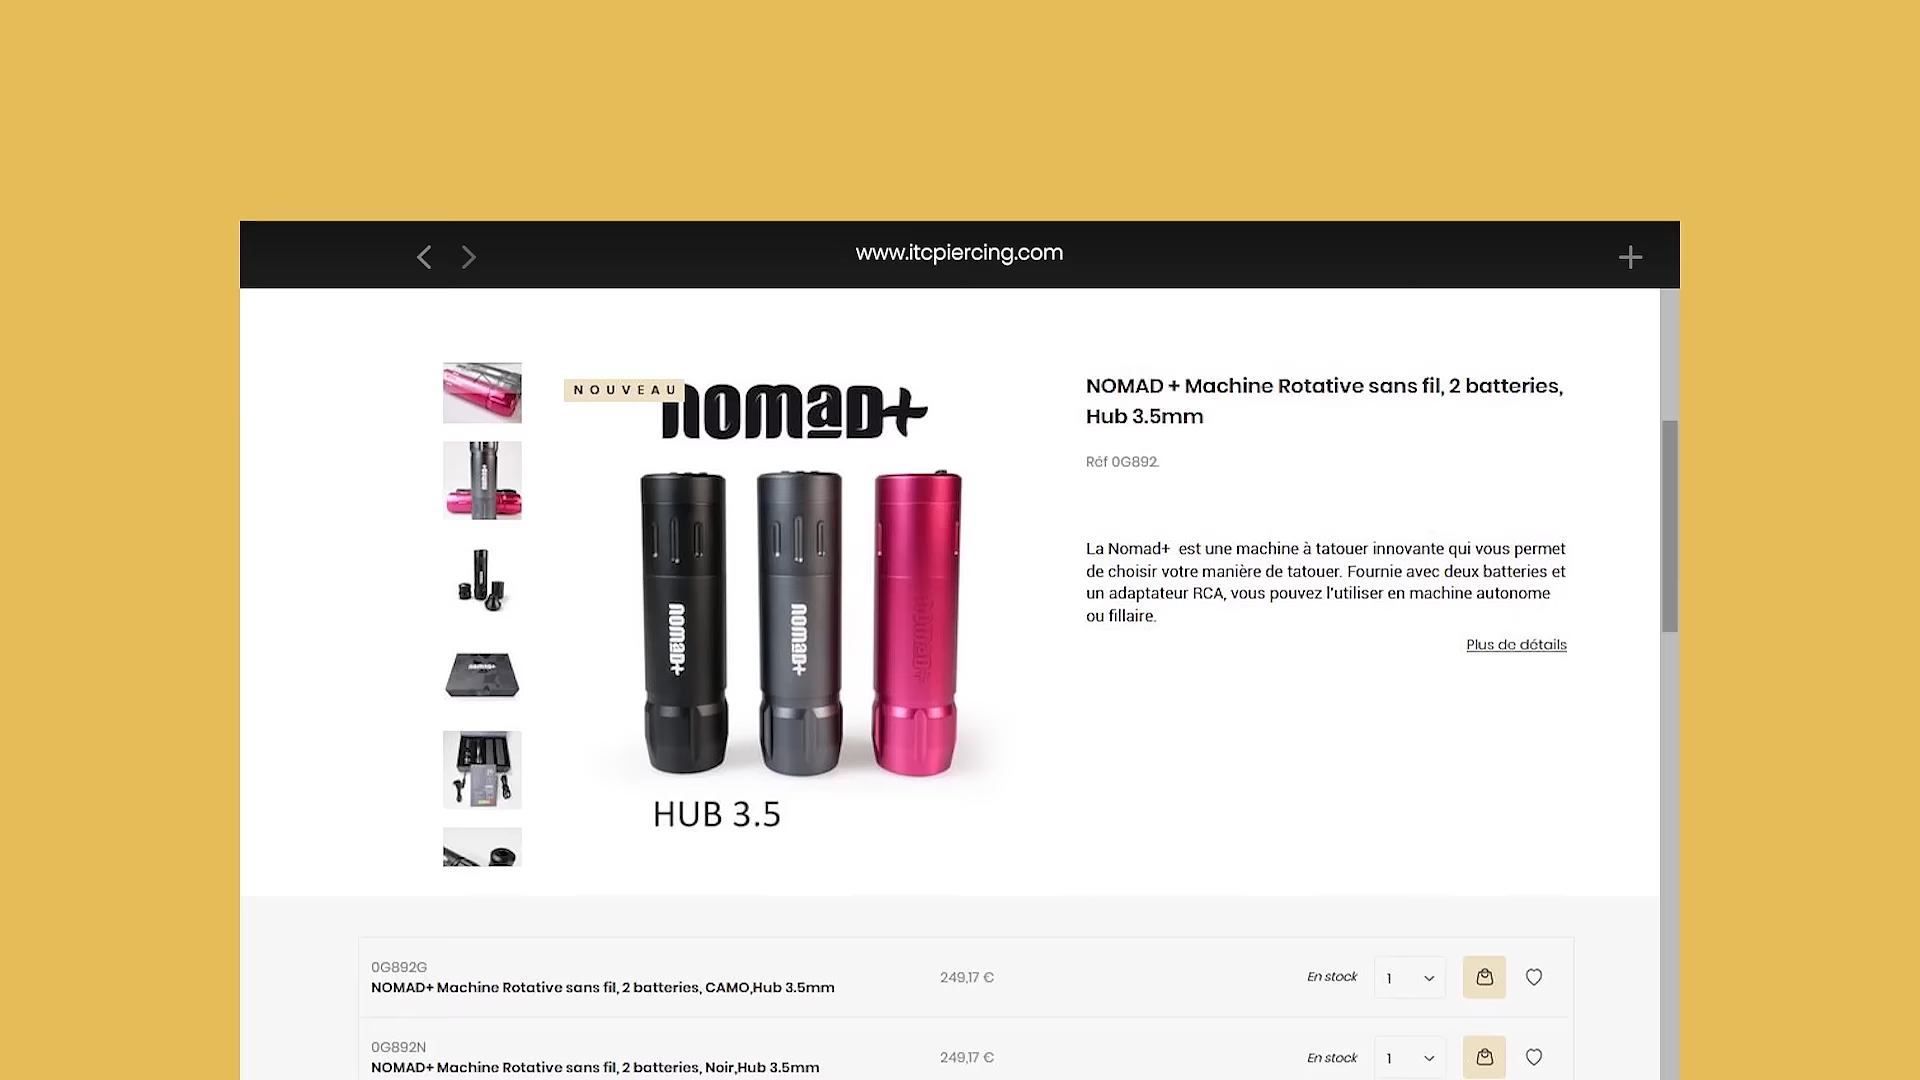 www.itcpiercing.com
NOUVEAU
nomad+
NOMAD + Machine Rotative sans fil, 2 batteries,
Hub 3.5mm
Réf 0G892.
La Nomad+ est une machine à tatouer innovante qui vous permet
de choisir votre manière de tatouer. Fournie avec deux batteries et
un adaptateur RCA, vous pouvez l'utiliser en machine autonome
ou fillaire.
Plus de détails
nomad+
nomad+
nomad+
HUB 3.5
0G892G
NOMAD+ Machine Rotative sans fil, 2 batteries, CAMO,Hub 3.5mm
249,17 €
En stock
1
0G892N
NOMAD+ Machine Rotative sans fil, 2 batteries, Noir,Hub 3.5mm
249,17 €
En stock
1